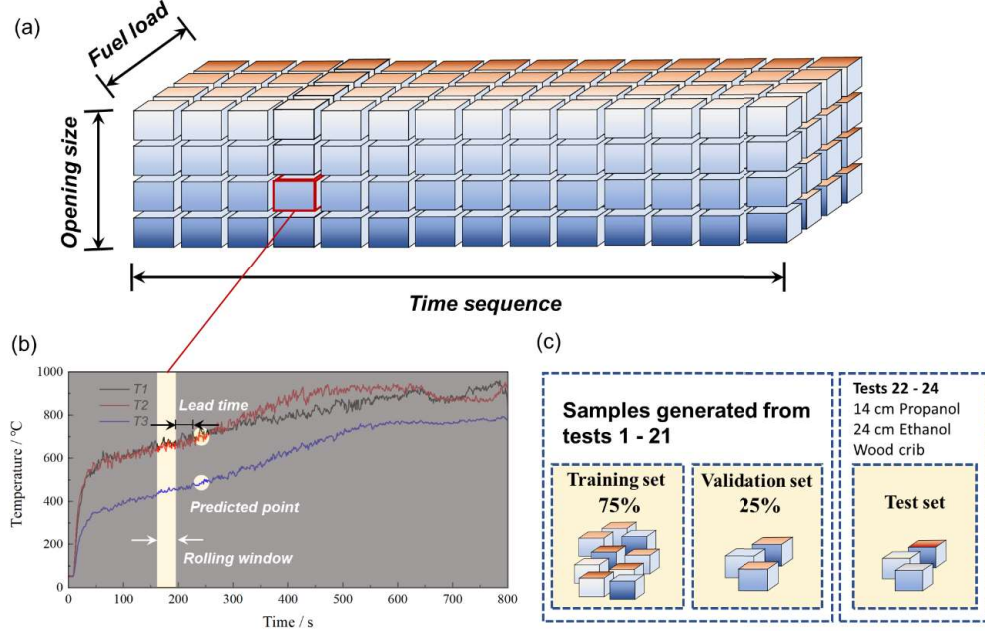 (a)
Fuel load
Opening size
Time sequence
(b)
Temperature / °C
1000
800
600
400
200
0
T1
T2
T3
Lead time
Predicted point
Rolling window
0 100 200 300 400 500 600 700 800
Time / s
(c)
Samples generated from
tests 1 - 21
Training set
75%
Validation set
25%
Tests 22 - 24
14 cm Propanol
24 cm Ethanol
Wood crib
Test set